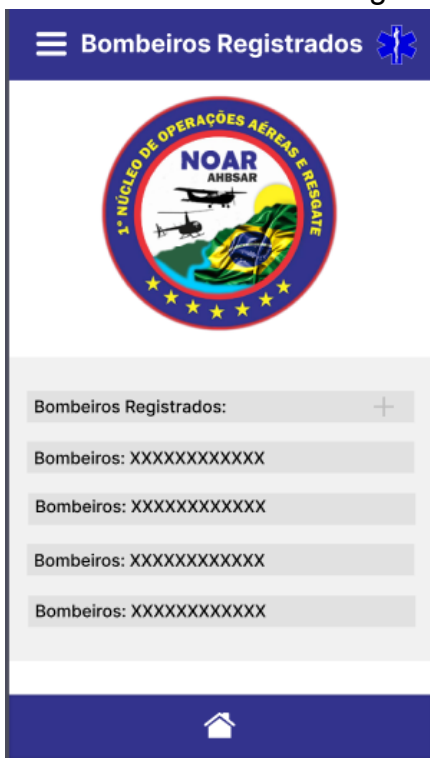 Bombeiros Registrados
1º NÚCLEO DE OPERAÇÕES AÉREAS E RESGATE
NOAR
AHBSAR
Bombeiros Registrados:
Bombeiros: XXXXXXXXXXXX
Bombeiros: XXXXXXXXXXXX
Bombeiros: XXXXXXXXXXXX
Bombeiros: XXXXXXXXXXXX